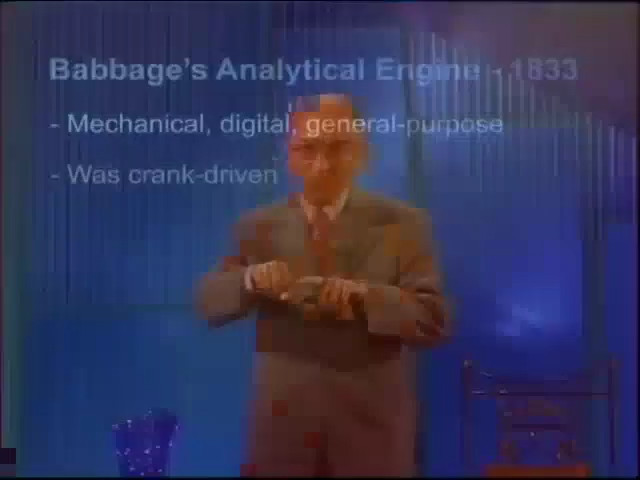 Babbage's Analytical Engine - 1833
- Mechanical, digital, general-purpose
- Was crank-driven